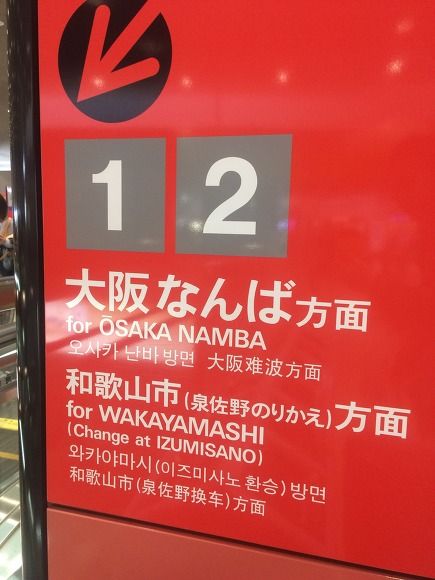 1 2
大阪なんば方面
for ŌSAKA NAMBA
오사카 난바 방면 大阪难波方面
和歌山市(泉佐野のりかえ)方面
for WAKAYAMASHI
(Change at IZUMISANO)
와카야마시(이즈미사노 환승)방면
和歌山市(泉佐野换车)方面